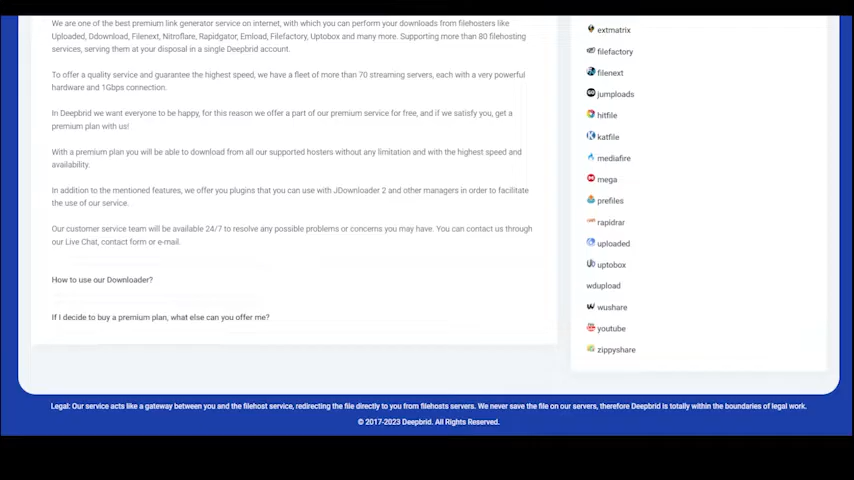 We are one of the best premium link generator service on internet, with which you can perform your downloads from filehosters like
Uploaded, Ddownload, Filenext, Nitroflare, Rapidgator, Emload, Filefactory, Uptobox and many more. Supporting more than 80 filehosting
services, serving them at your disposal in a single Deepbrid account.
To offer a quality service and guarantee the highest speed, we have a fleet of more than 70 streaming servers, each with a very powerful
hardware and 1Gbps connection.
In Deepbrid we want everyone to be happy, for this reason we offer a part of our premium service for free, and if we satisfy you, get a
premium plan with us!
With a premium plan you will be able to download from all our supported hosters without any limitation and with the highest speed and
availability.
In addition to the mentioned features, we offer you plugins that you can use with JDownloader 2 and other managers in order to facilitate
the use of our service.
Our customer service team will be available 24/7 to resolve any possible problems or concerns you may have. You can contact us through
our Live Chat, contact form or e-mail.
How to use our Downloader?
If I decide to buy a premium plan, what else can you offer me?
extmatrix
filefactory
filenext
jumploads
hitfile
katfile
mediafire
mega
prefiles
rapidrar
uploaded
uptobox
wdupload
wushare
youtube
zippyshare
Legal: Our service acts like a gateway between you and the filehost service, redirecting the file directly to you from filehosts servers. We never save the file on our servers, therefore Deepbrid is totally within the boundaries of legal work.
© 2017-2023 Deepbrid. All Rights Reserved.